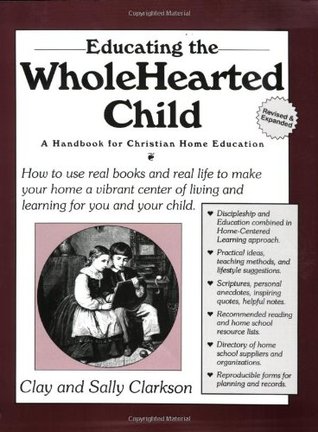 Copyrighted Material
Educating the
WholeHearted
Child
Revised &
Expanded
A Handbook for Christian Home Education
How to use real books and real life to make
your home a vibrant center of living and
learning for you and your child.
♥ Discipleship and
Education combined in
Home-Centered
Learning approach.
♥ Practical ideas,
teaching methods, and
lifestyle suggestions.
♥ Scriptures, personal
anecdotes, inspiring
quotes, helpful notes.
♥ Recommended reading
and home school
resource lists.
♥ Directory of home
school suppliers and
organizations.
♥ Reproducible forms for
planning and records.
Clay and Sally Clarkson
Copyrighted Material